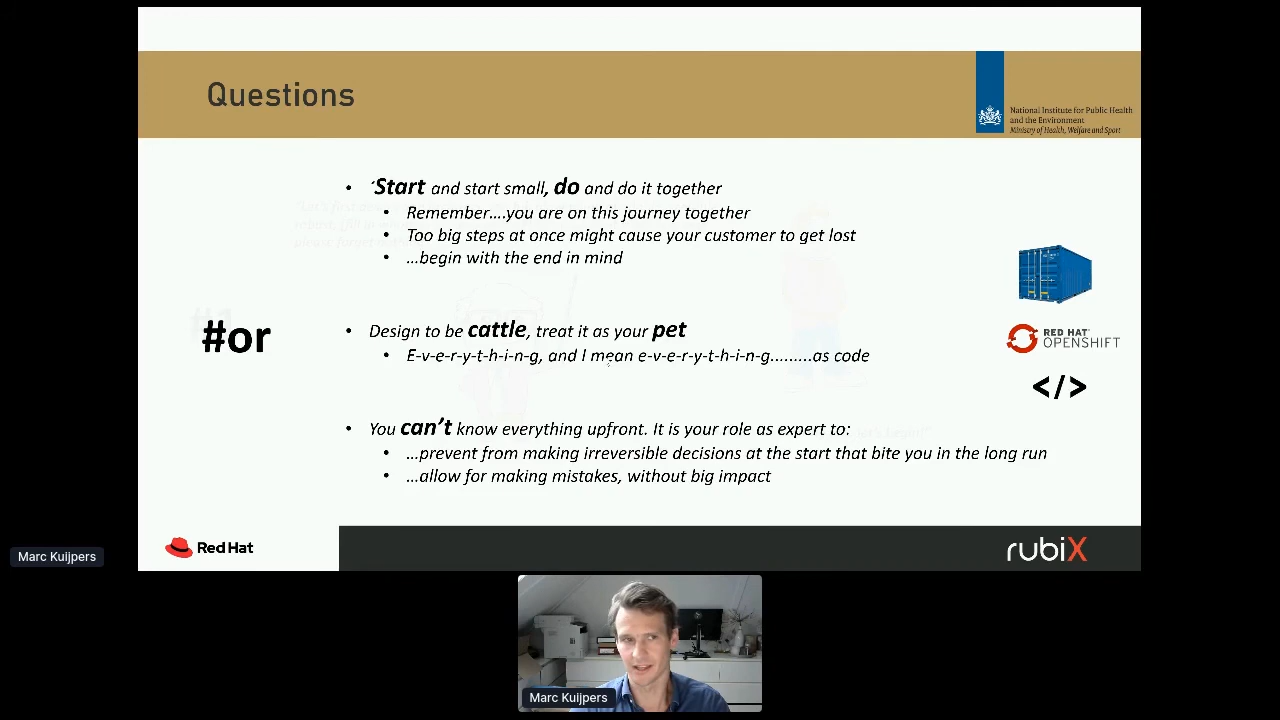 Questions
National Institute for Public Health
and the Environment
Ministry of Health, Welfare and Sport
• ‘Start and start small, do and do it together
• Remember….you are on this journey together
• Too big steps at once might cause your customer to get lost
• …begin with the end in mind
#or
• Design to be cattle, treat it as your pet
• E-v-e-r-y-t-h-i-n-g, and I mean e-v-e-r-y-t-h-i-n-g.........as code
RED HAT
OPENSHIFT
</>
• You can’t know everything upfront. It is your role as expert to:
• …prevent from making irreversible decisions at the start that bite you in the long run
• …allow for making mistakes, without big impact
Red Hat
rubiX
Marc Kuijpers
Marc Kuijpers